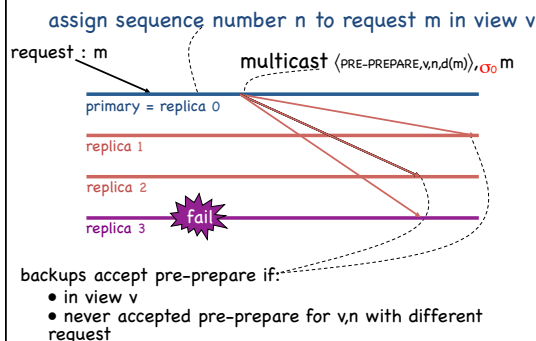 assign sequence number n to request m in view v
request : m
multicast ⟨PRE-PREPARE,v,n,d(m)⟩,σ0 m
primary = replica 0
replica 1
replica 2
fail
replica 3
backups accept pre-prepare if:
• in view v
• never accepted pre-prepare for v,n with different
request